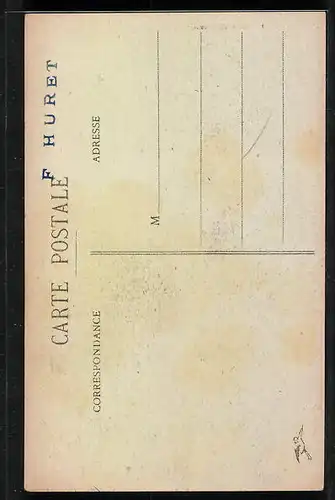 F HURET
CARTE POSTALE
CORRESPONDANCE
ADRESSE
M